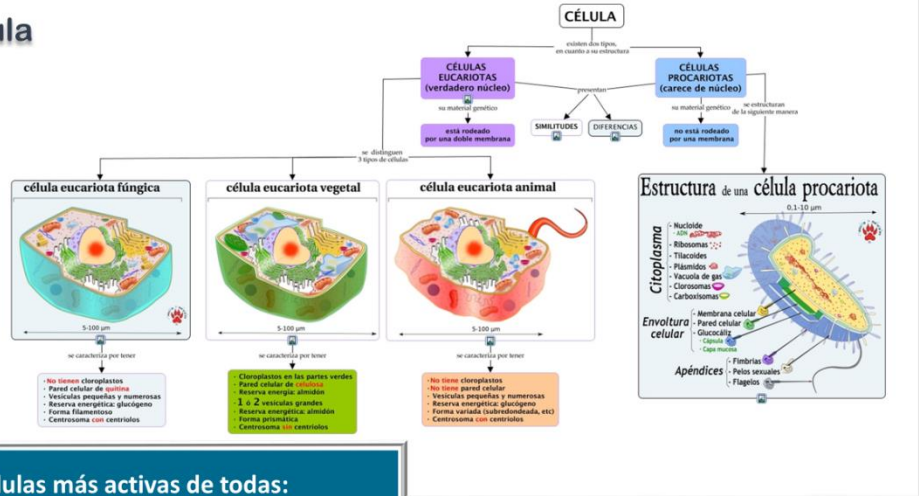 ula
CÉLULA
existen dos tipos,
en cuanto a su estructura
CÉLULAS
EUCARIOTAS
(verdadero núcleo)
CÉLULAS
PROCARIOTAS
(carece de núcleo)
presentan
su material genético
su material genético
se estructuran
de la siguiente manera
SIMILITUDES
DIFERENCIAS
está rodeado
por una doble membrana
no está rodeado
por una membrana
se distinguen
3 tipos de células
célula eucariota fúngica
célula eucariota vegetal
célula eucariota animal
5-100 µm
5-100 µm
5-100 µm
se caracteriza por tener
se caracteriza por tener
se caracteriza por tener
- No tienen cloroplastos
- Pared celular de quitina
- Vesículas pequeñas y numerosas
- Reserva energética: glucógeno
- Forma filamentoso
- Centrosoma con centriolos
- Cloroplastos en las partes verdes
- Pared celular de celulosa
- Reserva energía: almidón
- 1 ó 2 vesículas grandes
- Reserva energética: almidón
- Forma prismática
- Centrosoma sin centriolos
- No tiene cloroplastos
- No tiene pared celular
- Vesículas pequeñas y numerosas
- Reserva energética: glucógeno
- Forma variada (subredondeada, etc)
- Centrosoma con centriolos
Estructura de una célula procariota
0,1-10 µm
Citoplasma
- Nucloide
- ADN
- Ribosomas
- Tilacoides
- Plásmidos
- Vacuola de gas
- Clorosomas
- Carboxisomas
Envoltura
celular
- Membrana celular
- Pared celular
- Glucocáliz
- Cápsula
- Capa mucosa
Apéndices
- Fimbrias
- Pelos sexuales
- Flagelos
lulas más activas de todas: